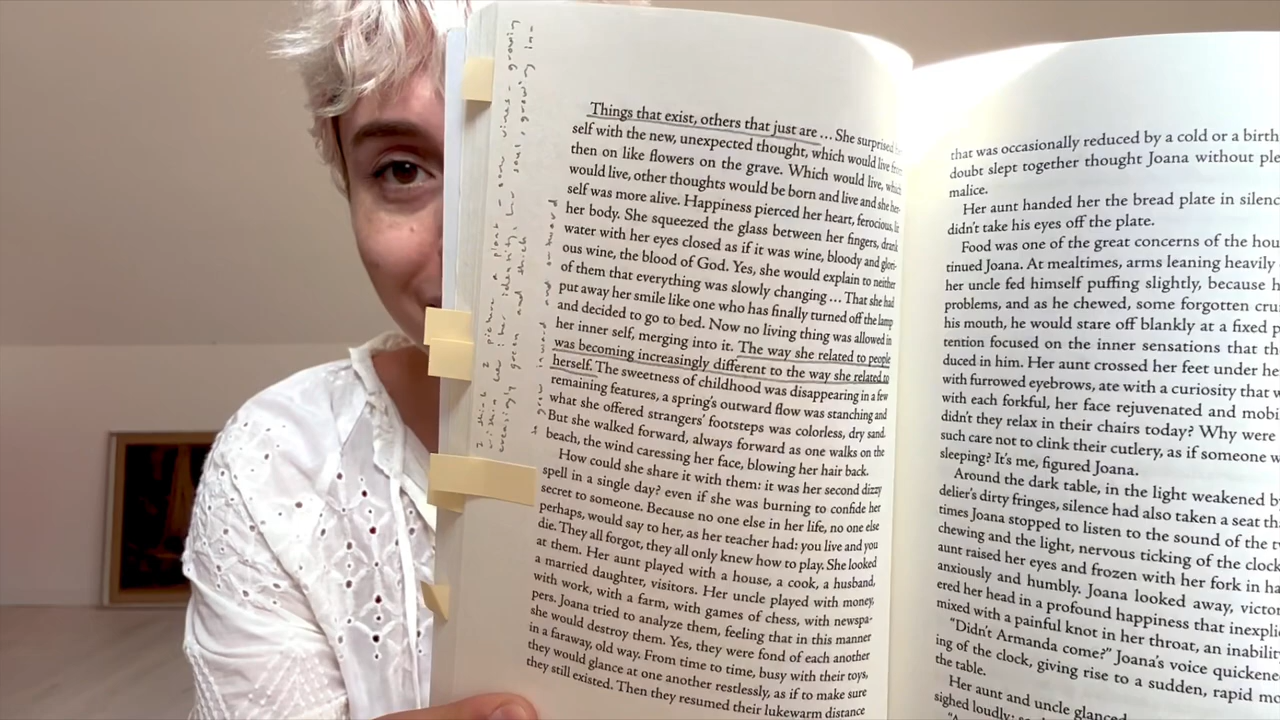 Things that exist, others that just are ... She surprised
self with the new, unexpected thought, which would live from
then on like flowers on the grave. Which would live, which
would live, other thoughts would be born and live and she her-
self was more alive. Happiness pierced her heart, ferocious, lit
her body. She squeezed the glass between her fingers, drank
water with her eyes closed as if it was wine, bloody and glori-
ous wine, the blood of God. Yes, she would explain to neither
of them that everything was slowly changing ... That she had
put away her smile like one who has finally turned off the lamp
and decided to go to bed. Now no living thing was allowed in
her inner self, merging into it. The way she related to people
was becoming increasingly different to the way she related to
herself. The sweetness of childhood was disappearing in a few
remaining features, a spring's outward flow was stanching and
what she offered strangers' footsteps was colorless, dry sand.
But she walked forward, always forward as one walks on the
beach, the wind caressing her face, blowing her hair back.
How could she share it with them: it was her second dizzy
spell in a single day? even if she was burning to confide her
secret to someone. Because no one else in her life, no one else
perhaps, would say to her, as her teacher had: you live and you
die. They all forgot, they all only knew how to play. She looked
at them. Her aunt played with a house, a cook, a husband,
a married daughter, visitors. Her uncle played with money,
with work, with a farm, with games of chess, with newspa-
pers. Joana tried to analyze them, feeling that in this manner
she would destroy them. Yes, they were fond of each another
in a faraway, old way. From time to time, busy with their toys,
they would glance at one another restlessly, as if to make sure
they still existed. Then they resumed their lukewarm distance
I think I picture a plant - some vines - growing
within her; her identity, her soul, growing in-
creasingly green and thick
inward and outward
that was occasionally reduced by a cold or a birth
doubt slept together thought Joana without ple
malice.
Her aunt handed her the bread plate in silenc
didn't take his eyes off the plate.
Food was one of the great concerns of the hou
tinued Joana. At mealtimes, arms leaning heavily
her uncle fed himself puffing slightly, because h
problems, and as he chewed, some forgotten cru
his mouth, he would stare off blankly at a fixed p
tention focused on the inner sensations that th
duced in him. Her aunt crossed her feet under he
with furrowed eyebrows, ate with a curiosity that w
with each forkful, her face rejuvenated and mobi
didn't they relax in their chairs today? Why were
such care not to clink their cutlery, as if someone w
sleeping? It's me, figured Joana.
Around the dark table, in the light weakened by
delier's dirty fringes, silence had also taken a seat th
times Joana stopped to listen to the sound of the tw
chewing and the light, nervous ticking of the clock
aunt raised her eyes and frozen with her fork in ha
anxiously and humbly. Joana looked away, victor
ered her head in a profound happiness that inexpli
mixed with a painful knot in her throat, an inabilit
"Didn't Armanda come?" Joana's voice quickene
ing of the clock, giving rise to a sudden, rapid mo
the table.
Her aunt and uncle glanced
sighed loudly: